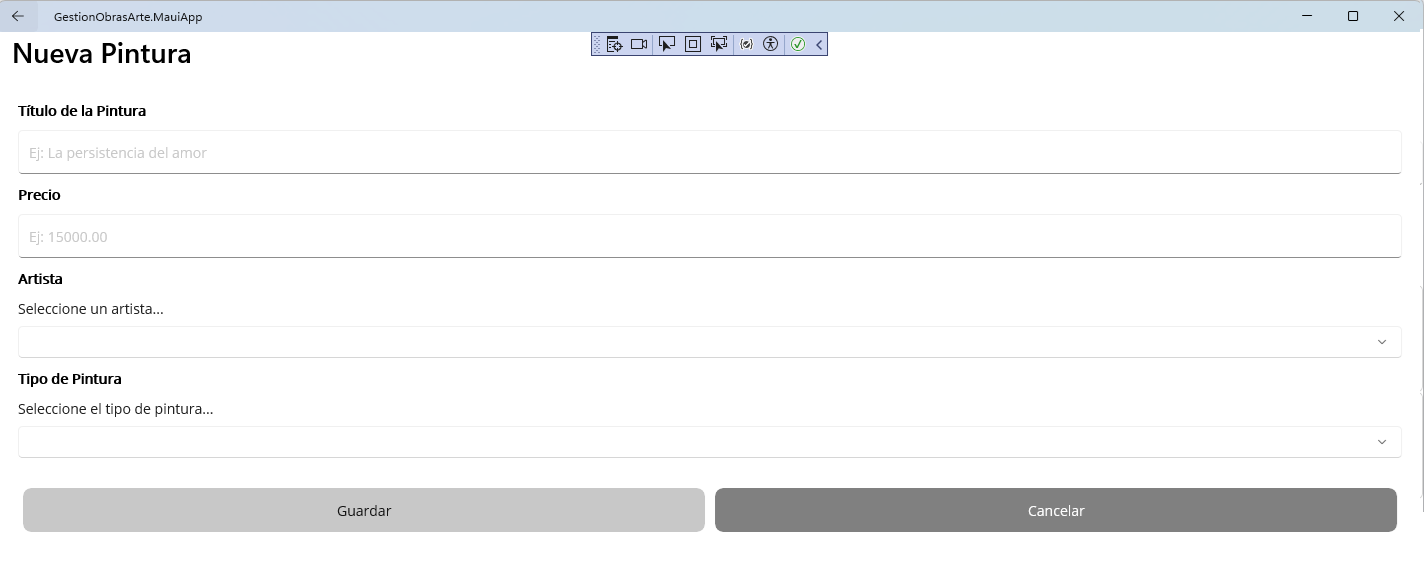 GestionObrasArte.MauiApp
Nueva Pintura
Título de la Pintura
Ej: La persistencia del amor
Precio
Ej: 15000.00
Artista
Seleccione un artista...
Tipo de Pintura
Seleccione el tipo de pintura...
Guardar
Cancelar